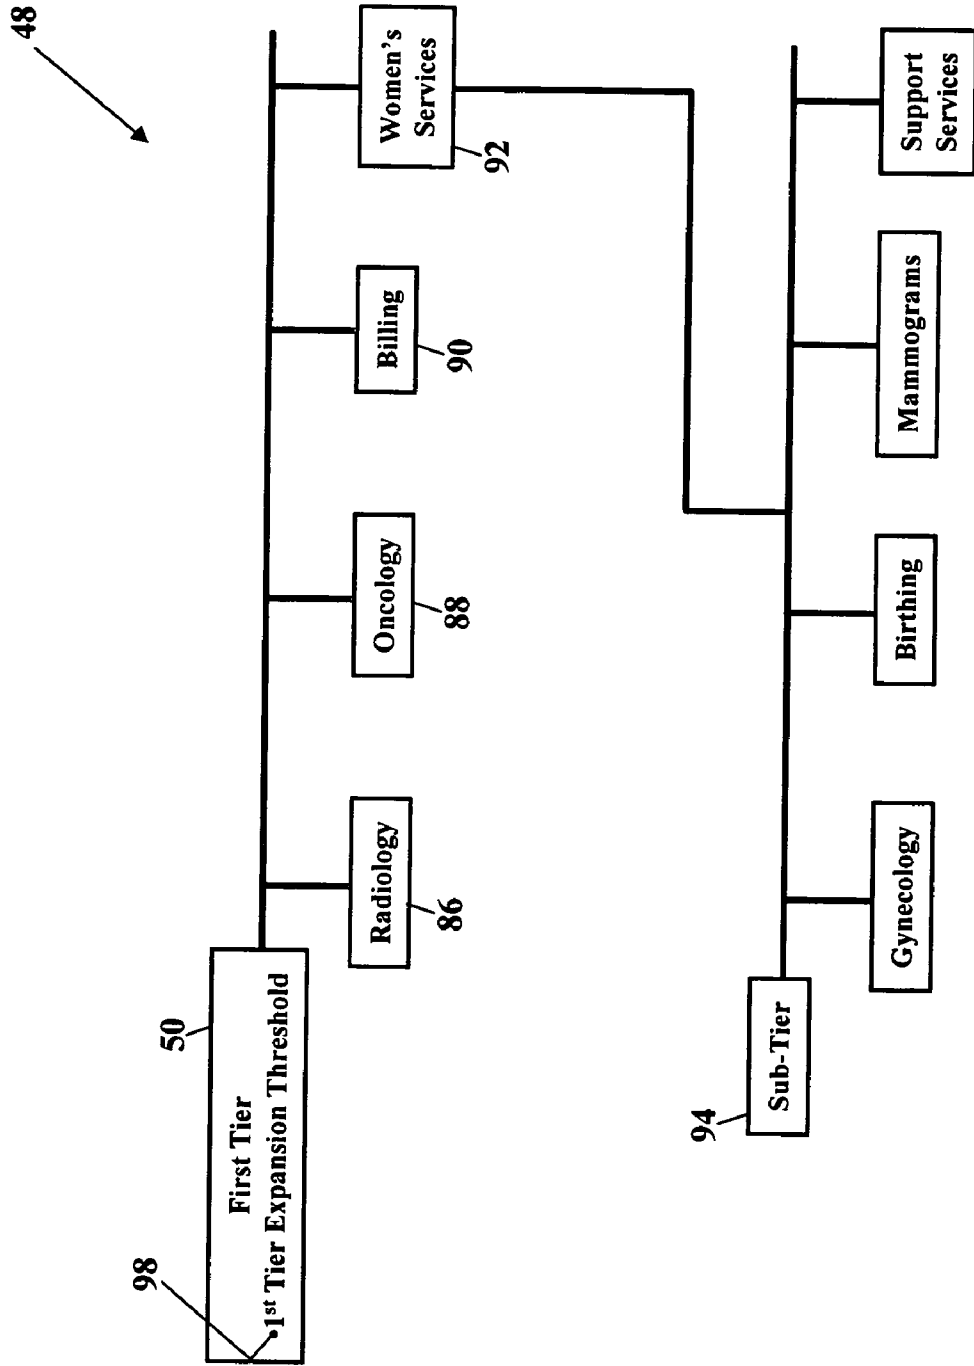 48
50
98
First Tier
•1st Tier Expansion Threshold
Radiology
86
Oncology
88
Billing
90
Women's
Services
92
94
Sub-Tier
Gynecology
Birthing
Mammograms
Support
Services